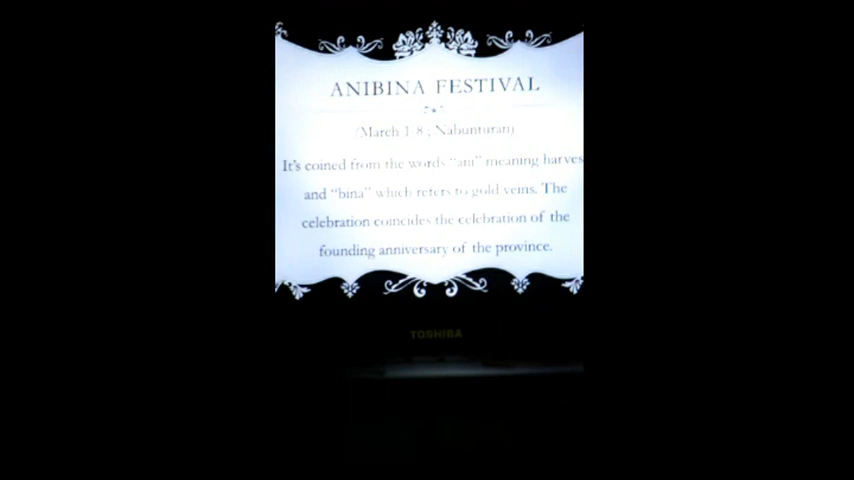 ANIBINA FESTIVAL
(March 1-8 ; Nabunturan)
It's coined from the words "ani" meaning harves
and "bina" which refers to gold veins. The
celebration coincides the celebration of the
founding anniversary of the province.
TOSHIBA